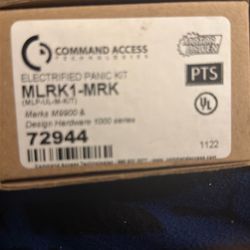 COMMAND ACCESS
TECHNOLOGIES
ELECTRIFIED PANIC KIT
MLRK1-MRK
(MLP-UL-M-KIT)
PTS
UL
Marks M9900 &
Design Hardware 1000 series
72944
1122